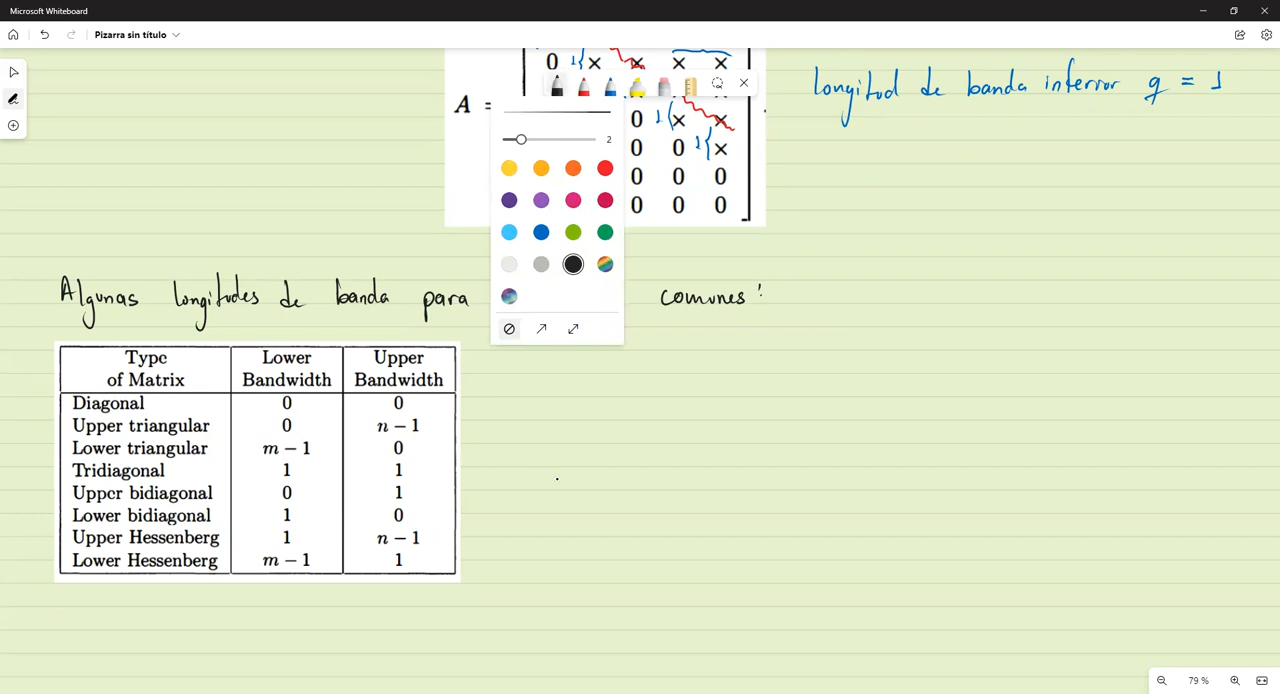 Microsoft Whiteboard
Pizarra sin título
0 1{ × × × ×
longitud de banda inferior q = 1
A =
0 1{ × ×
0 0 1{ ×
0 0 0
0 0 0
2
Algunas longitudes de banda para comunes:
Type of Matrix Lower Bandwidth Upper Bandwidth
Diagonal 0 0
Upper triangular 0 n − 1
Lower triangular m − 1 0
Tridiagonal 1 1
Upper bidiagonal 0 1
Lower bidiagonal 1 0
Upper Hessenberg 1 n − 1
Lower Hessenberg m − 1 1
79 %